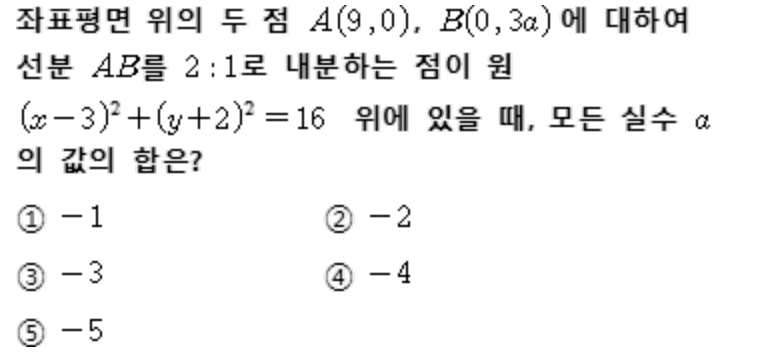 좌표평면 위의 두 점 A(9,0), B(0,3a)에 대하여
선분 AB를 2:1로 내분하는 점이 원
(x-3)²+(y+2)²=16 위에 있을 때, 모든 실수 a
의 값의 합은?
① -1 ② -2
③ -3 ④ -4
⑤ -5